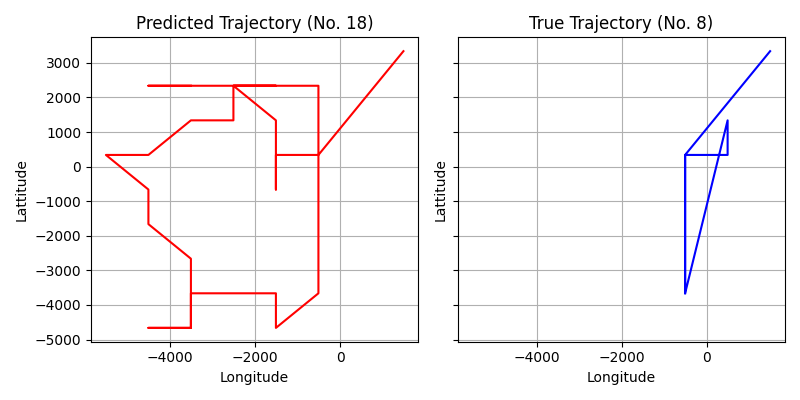 Predicted Trajectory (No. 18)
True Trajectory (No. 8)
3000
2000
1000
0
−1000
−2000
−3000
−4000
−5000
Lattitude
Lattitude
−4000
−2000
0
−4000
−2000
0
Longitude
Longitude